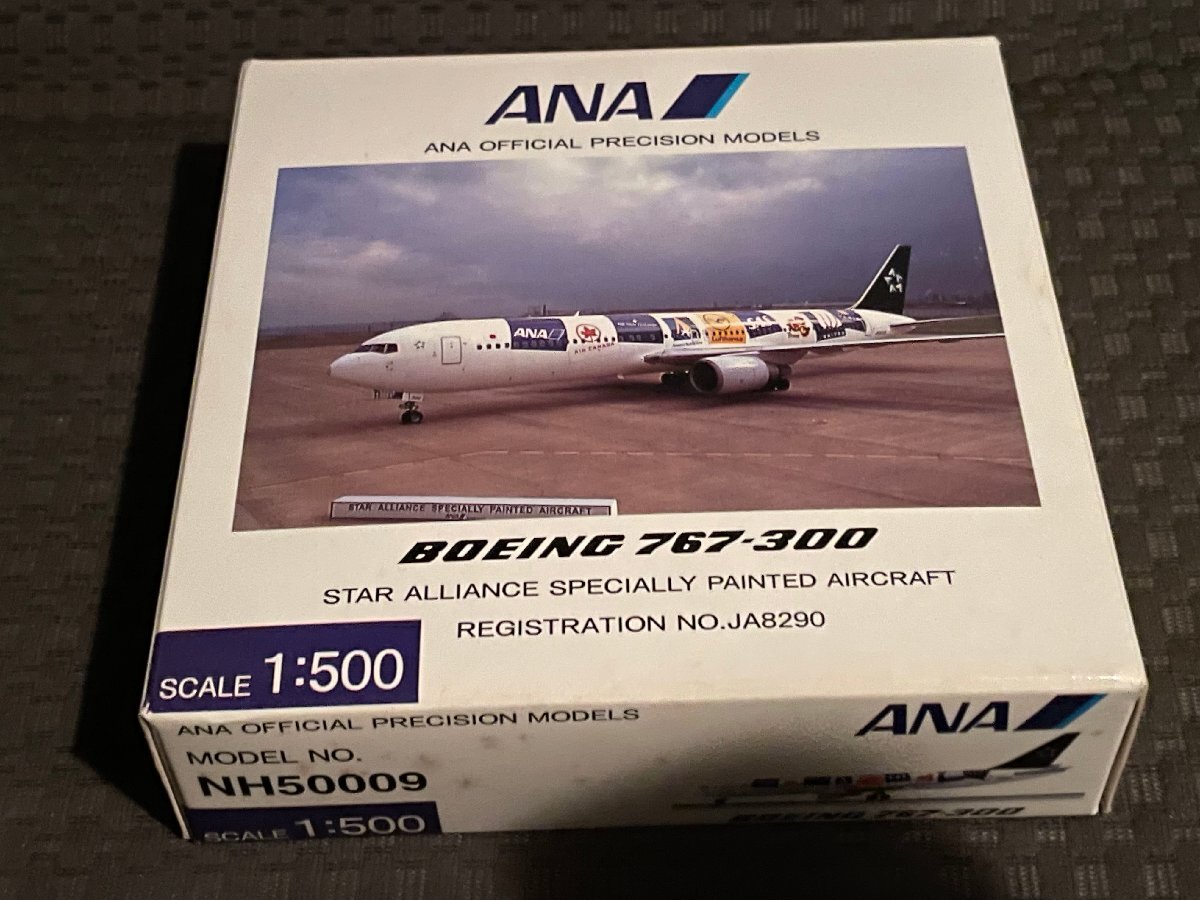 ANA
ANA OFFICIAL PRECISION MODELS
ANA
AIR CANADA
Lufthansa
STAR ALLIANCE SPECIALLY PAINTED AIRCRAFT
BOEING 767-300
STAR ALLIANCE SPECIALLY PAINTED AIRCRAFT
REGISTRATION NO.JA8290
SCALE 1:500
ANA OFFICIAL PRECISION MODELS
ANA
MODEL NO.
NH50009
SCALE 1:500
BOEING 767-300